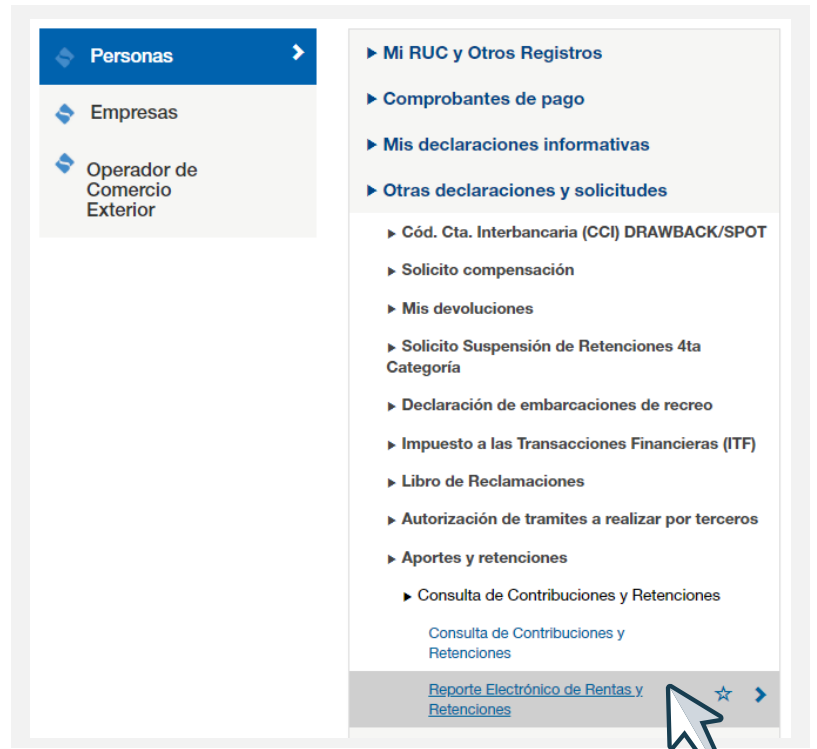 Personas
Empresas
Operador de
Comercio
Exterior
Mi RUC y Otros Registros
Comprobantes de pago
Mis declaraciones informativas
Otras declaraciones y solicitudes
Cód. Cta. Interbancaria (CCI) DRAWBACK/SPOT
Solicito compensación
Mis devoluciones
Solicito Suspensión de Retenciones 4ta
Categoría
Declaración de embarcaciones de recreo
Impuesto a las Transacciones Financieras (ITF)
Libro de Reclamaciones
Autorización de tramites a realizar por terceros
Aportes y retenciones
Consulta de Contribuciones y Retenciones
Consulta de Contribuciones y
Retenciones
Reporte Electrónico de Rentas y
Retenciones